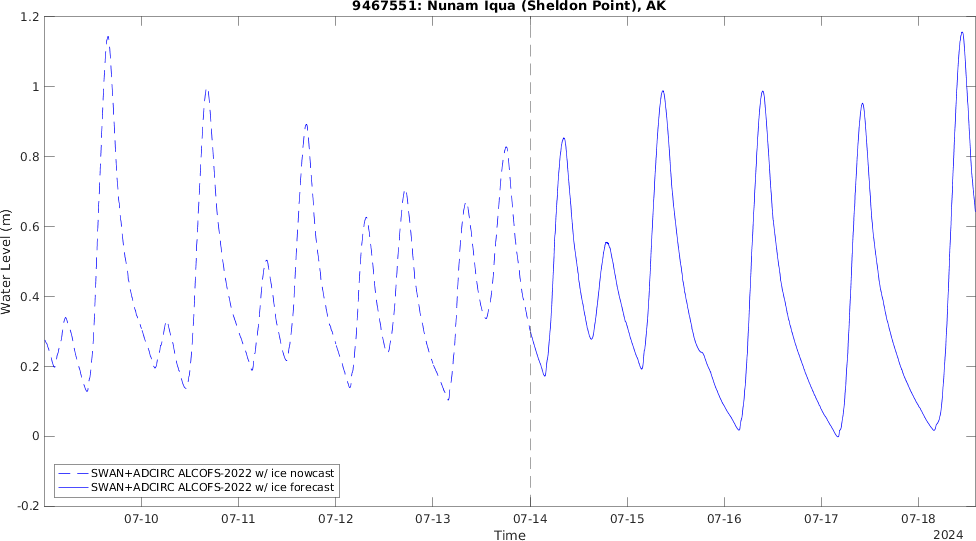 9467551: Nunam Iqua (Sheldon Point), AK
1.2
1
0.8
0.6
0.4
0.2
0
-0.2
Water Level (m)
SWAN+ADCIRC ALCOFS-2022 w/ ice nowcast
SWAN+ADCIRC ALCOFS-2022 w/ ice forecast
07-10 07-11 07-12 07-13 07-14 07-15 07-16 07-17 07-18
Time
2024